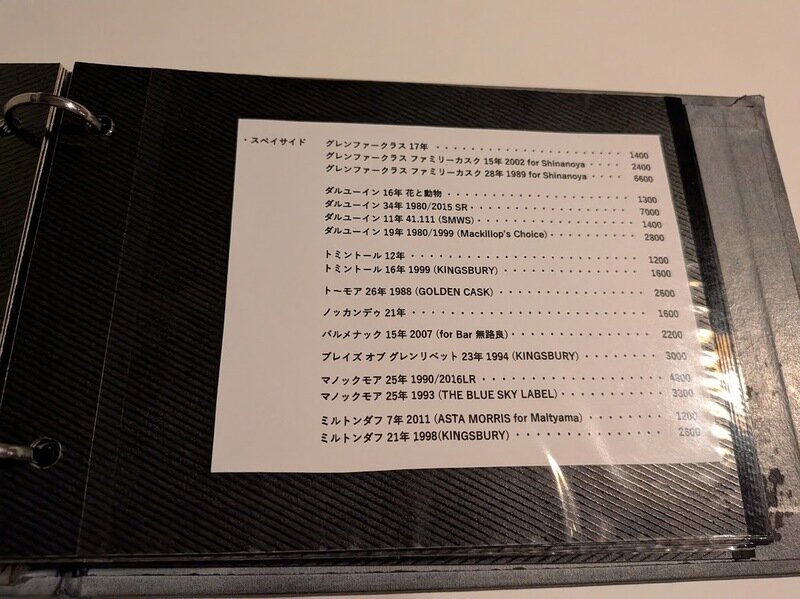 ・スペイサイド グレンファークラス 17年 ・・・・・・・・・・・・・・・・・・・ 1400
グレンファークラス ファミリーカスク 15年 2002 for Shinanoya ・・・・ 2400
グレンファークラス ファミリーカスク 28年 1989 for Shinanoya ・・・・ 6600
ダルユーイン 16年 花と動物 ・・・・・・・・・・・・・・・・・ 1300
ダルユーイン 34年 1980/2015 SR ・・・・・・・・・・・・・・ 7000
ダルユーイン 11年 41.111 (SMWS) ・・・・・・・・・・・・・ 1400
ダルユーイン 19年 1980/1999 (Mackillop's Choice) ・・・・・・・・ 2800
トミントール 12年 ・・・・・・・・・・・・・・・・・・・・ 1200
トミントール 16年 1999 (KINGSBURY) ・・・・・・・・・・・・ 1600
トーモア 26年 1988 (GOLDEN CASK) ・・・・・・・・・・・・ 2600
ノッカンドゥ 21年 ・・・・・・・・・・・・・・・・・・・・ 1600
バルメナック 15年 2007 (for Bar 無路良) ・・・・・・・・・・・ 2200
ブレイズ オブ グレンリベット 23年 1994 (KINGSBURY) ・・・・・・・ 3000
マノックモア 25年 1990/2016LR ・・・・・・・・・・・・・・
マノックモア 25年 1993 (THE BLUE SKY LABEL) ・・・・・・・・・ 3300
ミルトンダフ 7年 2011 (ASTA MORRIS for Maltyama) ・・・・・・・ 1200
ミルトンダフ 21年 1998(KINGSBURY) ・・・・・・・・・・・・・ 2600